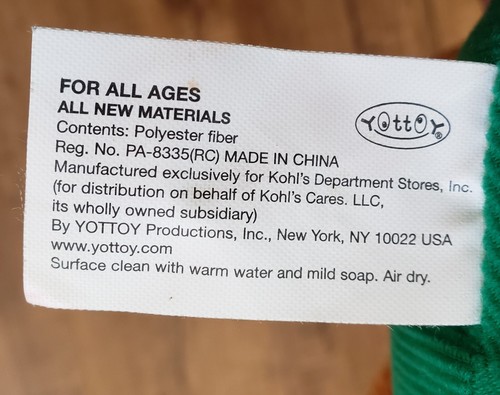 FOR ALL AGES
ALL NEW MATERIALS
Contents: Polyester fiber
YOttOY®
Reg. No. PA-8335(RC) MADE IN CHINA
Manufactured exclusively for Kohl's Department Stores, Inc.
(for distribution on behalf of Kohl's Cares. LLC,
its wholly owned subsidiary)
By YOTTOY Productions, Inc., New York, NY 10022 USA
www.yottoy.com
Surface clean with warm water and mild soap. Air dry.